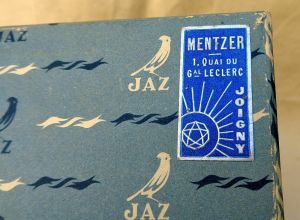 JAZ
JAZ
JAZ
MENTZER
1, QUAI DU
GAL LECLERC
JOIGNY